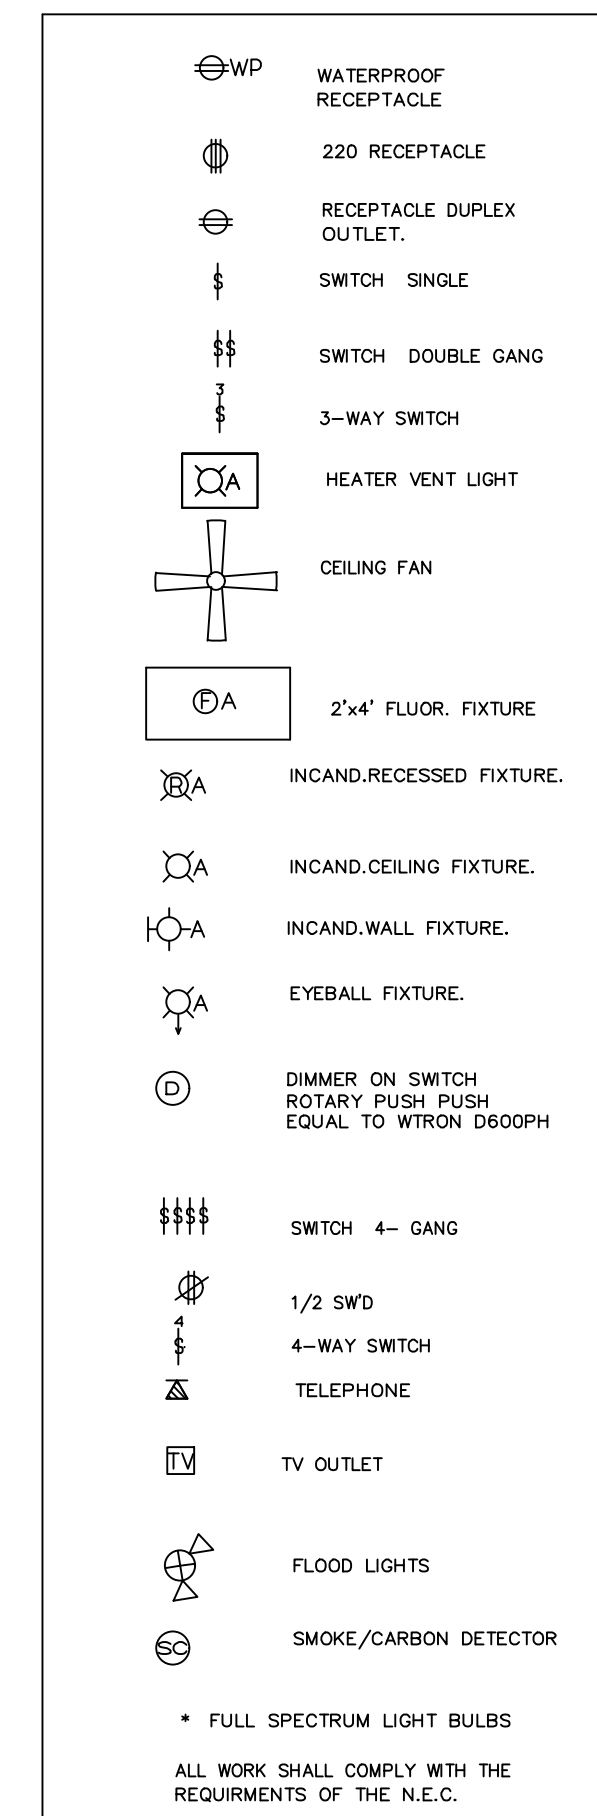 WP WATERPROOF
RECEPTACLE
220 RECEPTACLE
RECEPTACLE DUPLEX
OUTLET.
$ SWITCH SINGLE
$$ SWITCH DOUBLE GANG
3
$ 3-WAY SWITCH
A HEATER VENT LIGHT
CEILING FAN
F A 2'x4' FLUOR. FIXTURE
R A INCAND.RECESSED FIXTURE.
A INCAND.CEILING FIXTURE.
A INCAND.WALL FIXTURE.
A EYEBALL FIXTURE.
D DIMMER ON SWITCH
ROTARY PUSH PUSH
EQUAL TO WTRON D600PH
$$$$ SWITCH 4- GANG
1/2 SW'D
4
$ 4-WAY SWITCH
TELEPHONE
TV TV OUTLET
FLOOD LIGHTS
SC SMOKE/CARBON DETECTOR
* FULL SPECTRUM LIGHT BULBS
ALL WORK SHALL COMPLY WITH THE
REQUIRMENTS OF THE N.E.C.